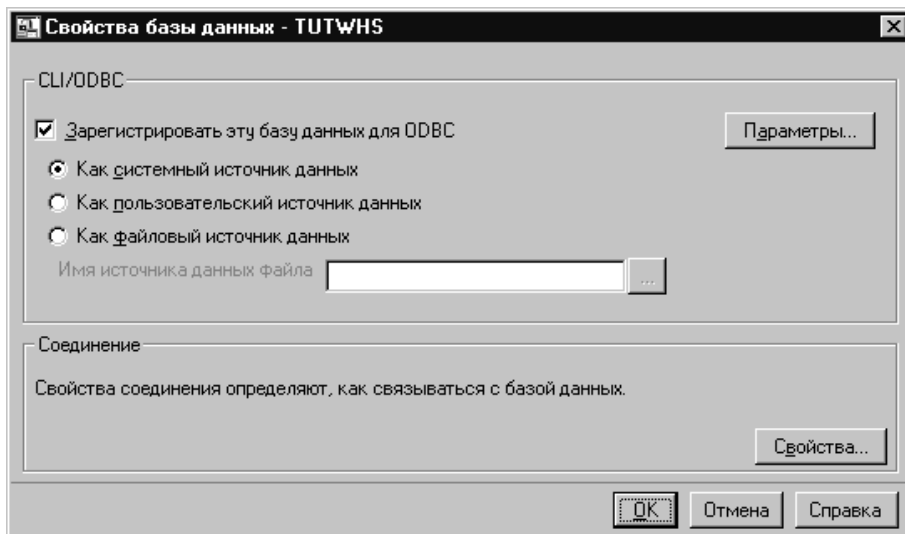 Свойства базы данных - TUTWHS
CLI/ODBC
Зарегистрировать эту базу данных для ODBC
Параметры...
Как системный источник данных
Как пользовательский источник данных
Как файловый источник данных
Имя источника данных файла
...
Соединение
Свойства соединения определяют, как связываться с базой данных.
Свойства...
OK Отмена Справка